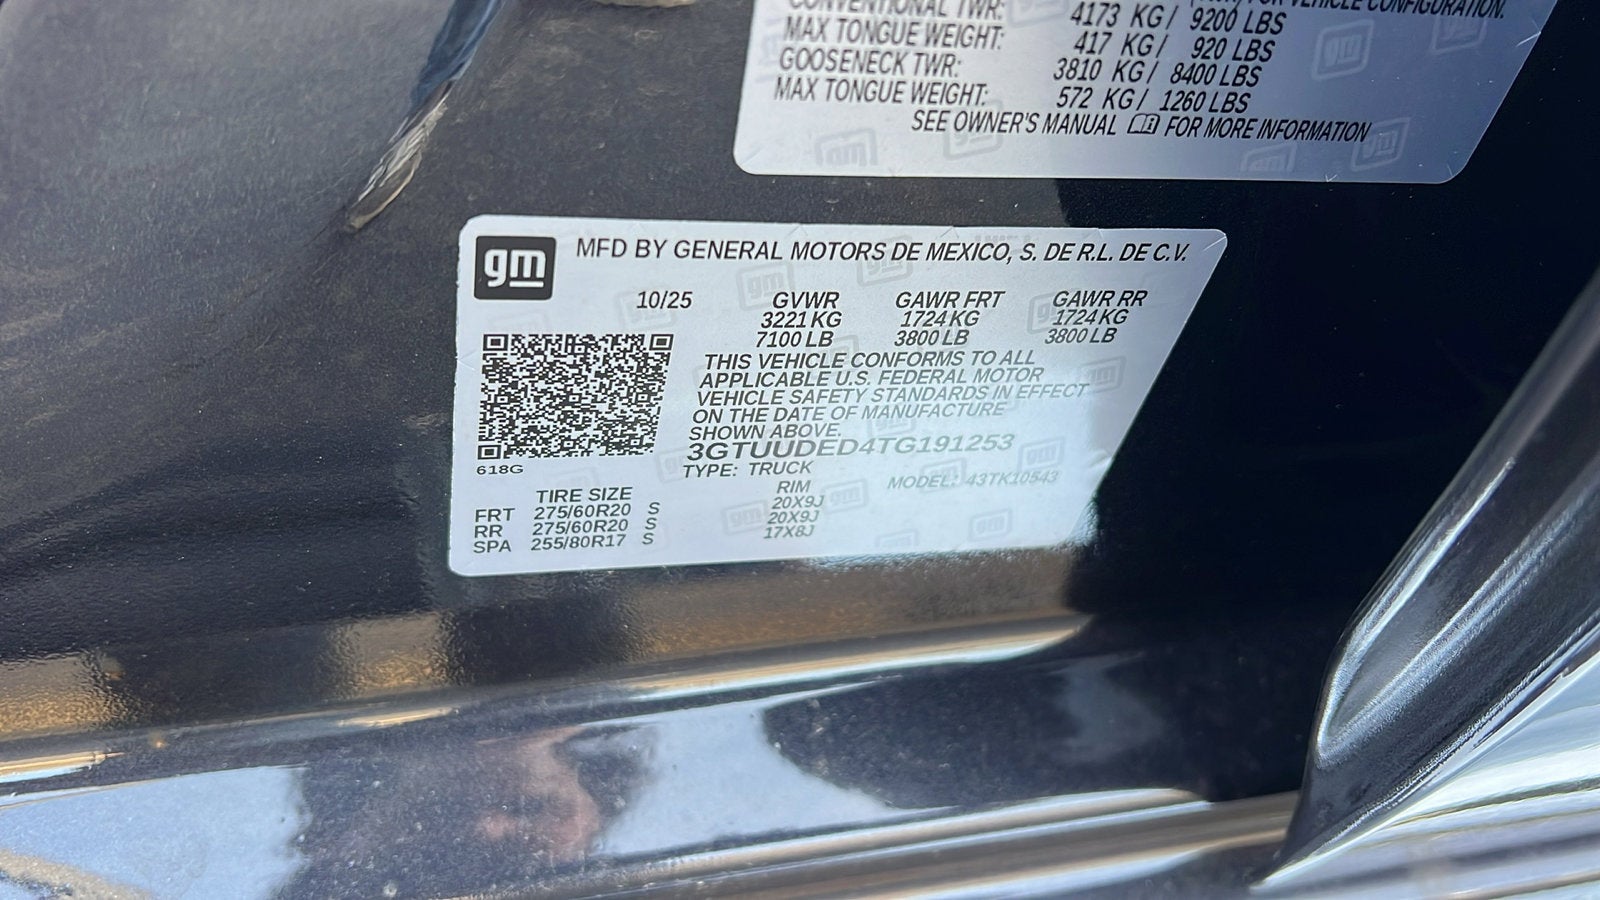 CONVENTIONAL TWR: 4173 KG / 9200 LBS FOR VEHICLE CONFIGURATION.
MAX TONGUE WEIGHT: 417 KG / 920 LBS
GOOSENECK TWR: 3810 KG / 8400 LBS
MAX TONGUE WEIGHT: 572 KG / 1260 LBS
SEE OWNER'S MANUAL FOR MORE INFORMATION
gm
MFD BY GENERAL MOTORS DE MEXICO, S. DE R.L. DE C.V.
10/25 GVWR GAWR FRT GAWR RR
3221 KG 1724 KG 1724 KG
7100 LB 3800 LB 3800 LB
THIS VEHICLE CONFORMS TO ALL
APPLICABLE U.S. FEDERAL MOTOR
VEHICLE SAFETY STANDARDS IN EFFECT
ON THE DATE OF MANUFACTURE
SHOWN ABOVE.
3GTUUDED4TG191253
618G TYPE: TRUCK MODEL: 43TK10543
TIRE SIZE RIM
FRT 275/60R20 S 20X9J
RR 275/60R20 S 20X9J
SPA 255/80R17 S 17X8J